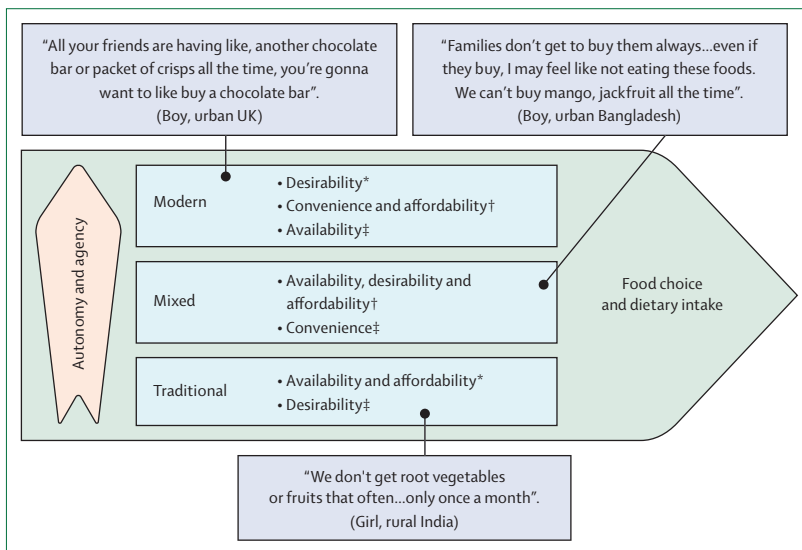 “All your friends are having like, another chocolate
bar or packet of crisps all the time, you’re gonna
want to like buy a chocolate bar”.
(Boy, urban UK)
“Families don’t get to buy them always...even if
they buy, I may feel like not eating these foods.
We can’t buy mango, jackfruit all the time”.
(Boy, urban Bangladesh)
Autonomy and agency
Modern
• Desirability*
• Convenience and affordability†
• Availability‡
Mixed
• Availability, desirability and
affordability†
• Convenience‡
Traditional
• Availability and affordability*
• Desirability‡
Food choice
and dietary intake
“We don't get root vegetables
or fruits that often...only once a month”.
(Girl, rural India)